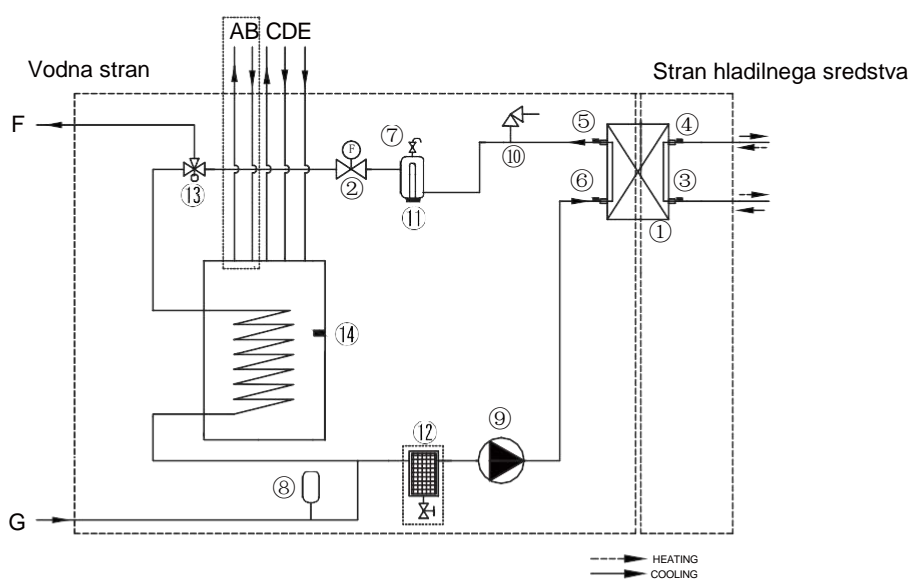 AB CDE
Vodna stran
Stran hladilnega sredstva
F
⑦
F
⑩
⑤
④
⑬
②
⑪
⑥
③
①
⑭
⑫
⑨
⑧
G
HEATING
COOLING